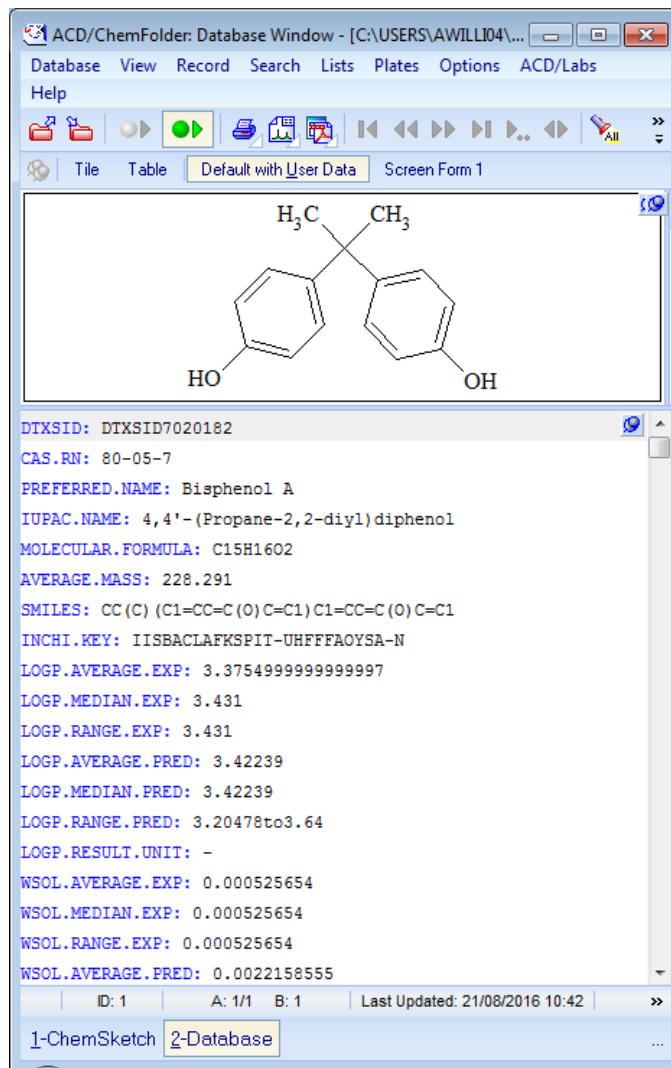 ACD/ChemFolder: Database Window - [C:\USERS\AWILLI04\...
Database View Record Search Lists Plates Options ACD/Labs
Help
All
Tile Table Default with User Data Screen Form 1
H3C CH3
HO OH
DTXSID: DTXSID7020182
CAS.RN: 80-05-7
PREFERRED.NAME: Bisphenol A
IUPAC.NAME: 4,4'-(Propane-2,2-diyl)diphenol
MOLECULAR.FORMULA: C15H16O2
AVERAGE.MASS: 228.291
SMILES: CC(C)(C1=CC=C(O)C=C1)C1=CC=C(O)C=C1
INCHI.KEY: IISBACLAFKSPIT-UHFFFAOYSA-N
LOGP.AVERAGE.EXP: 3.3754999999999997
LOGP.MEDIAN.EXP: 3.431
LOGP.RANGE.EXP: 3.431
LOGP.AVERAGE.PRED: 3.42239
LOGP.MEDIAN.PRED: 3.42239
LOGP.RANGE.PRED: 3.20478to3.64
LOGP.RESULT.UNIT: -
WSOL.AVERAGE.EXP: 0.000525654
WSOL.MEDIAN.EXP: 0.000525654
WSOL.RANGE.EXP: 0.000525654
WSOL.AVERAGE.PRED: 0.0022158555
ID: 1 A: 1/1 B: 1 Last Updated: 21/08/2016 10:42 »
1-ChemSketch 2-Database ...